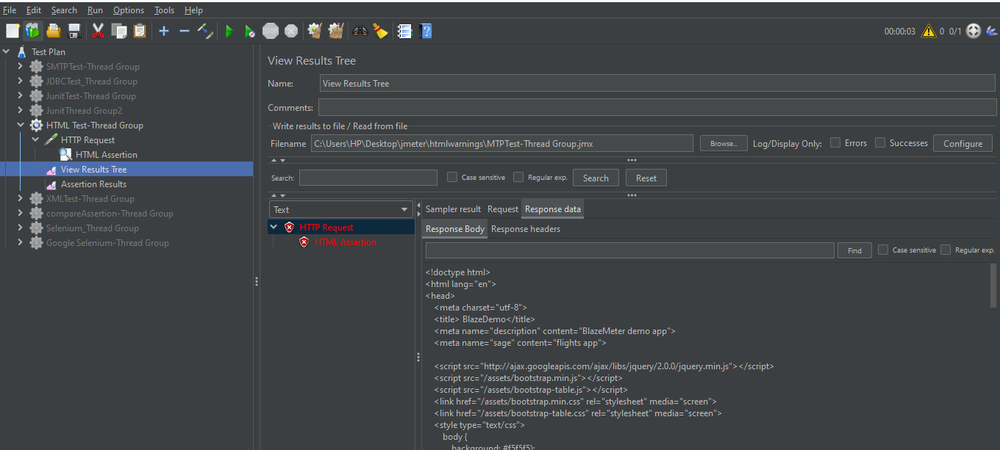 File Edit Search Run Options Tools Help
00:00:03 0 0/1
Test Plan
SMTPTest-Thread Group
JDBCTest_Thread Group
JunitTest-Thread Group
JunitThread Group2
HTML Test-Thread Group
HTTP Request
HTML Assertion
View Results Tree
Assertion Results
XMLTest-Thread Group
compareAssertion-Thread Group
Selenium_Thread Group
Google Selenium-Thread Group
View Results Tree
Name: View Results Tree
Comments:
Write results to file / Read from file
Filename C:\Users\HP\Desktop\jmeter\htmlwarnings\MTPTest-Thread Group.jmx Browse... Log/Display Only: Errors Successes Configure
Search: Case sensitive Regular exp. Search Reset
Text
HTTP Request
HTML Assertion
Sampler result Request Response data
Response Body Response headers
Find Case sensitive Regular exp.
<!doctype html>
<html lang="en">
<head>
<meta charset="utf-8">
<title> BlazeDemo</title>
<meta name="description" content="BlazeMeter demo app">
<meta name="sage" content="flights app">
<script src="http://ajax.googleapis.com/ajax/libs/jquery/2.0.0/jquery.min.js"></script>
<script src="/assets/bootstrap.min.js"></script>
<script src="/assets/bootstrap-table.js"></script>
<link href="/assets/bootstrap.min.css" rel="stylesheet" media="screen">
<link href="/assets/bootstrap-table.css" rel="stylesheet" media="screen">
<style type="text/css">
body {
background: #f5f5f5);